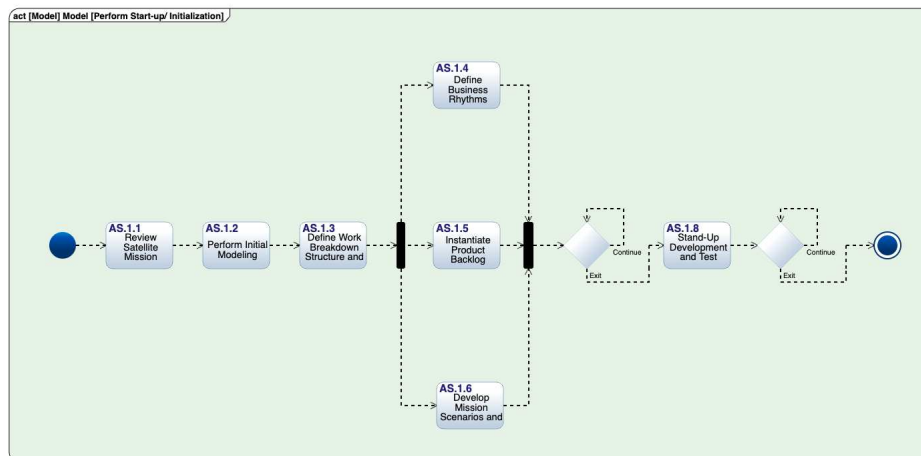 act [Model] Model [Perform Start-up/ Initialization]
AS.1.4
Define
Business
Rhythms
AS.1.1
Review
Satellite
Mission
AS.1.2
Perform Initial
Modeling
AS.1.3
Define Work
Breakdown
Structure and
AS.1.5
Instantiate
Product
Backlog
Continue
Exit
AS.1.8
Stand-Up
Development
and Test
Continue
Exit
AS.1.6
Develop
Mission
Scenarios and